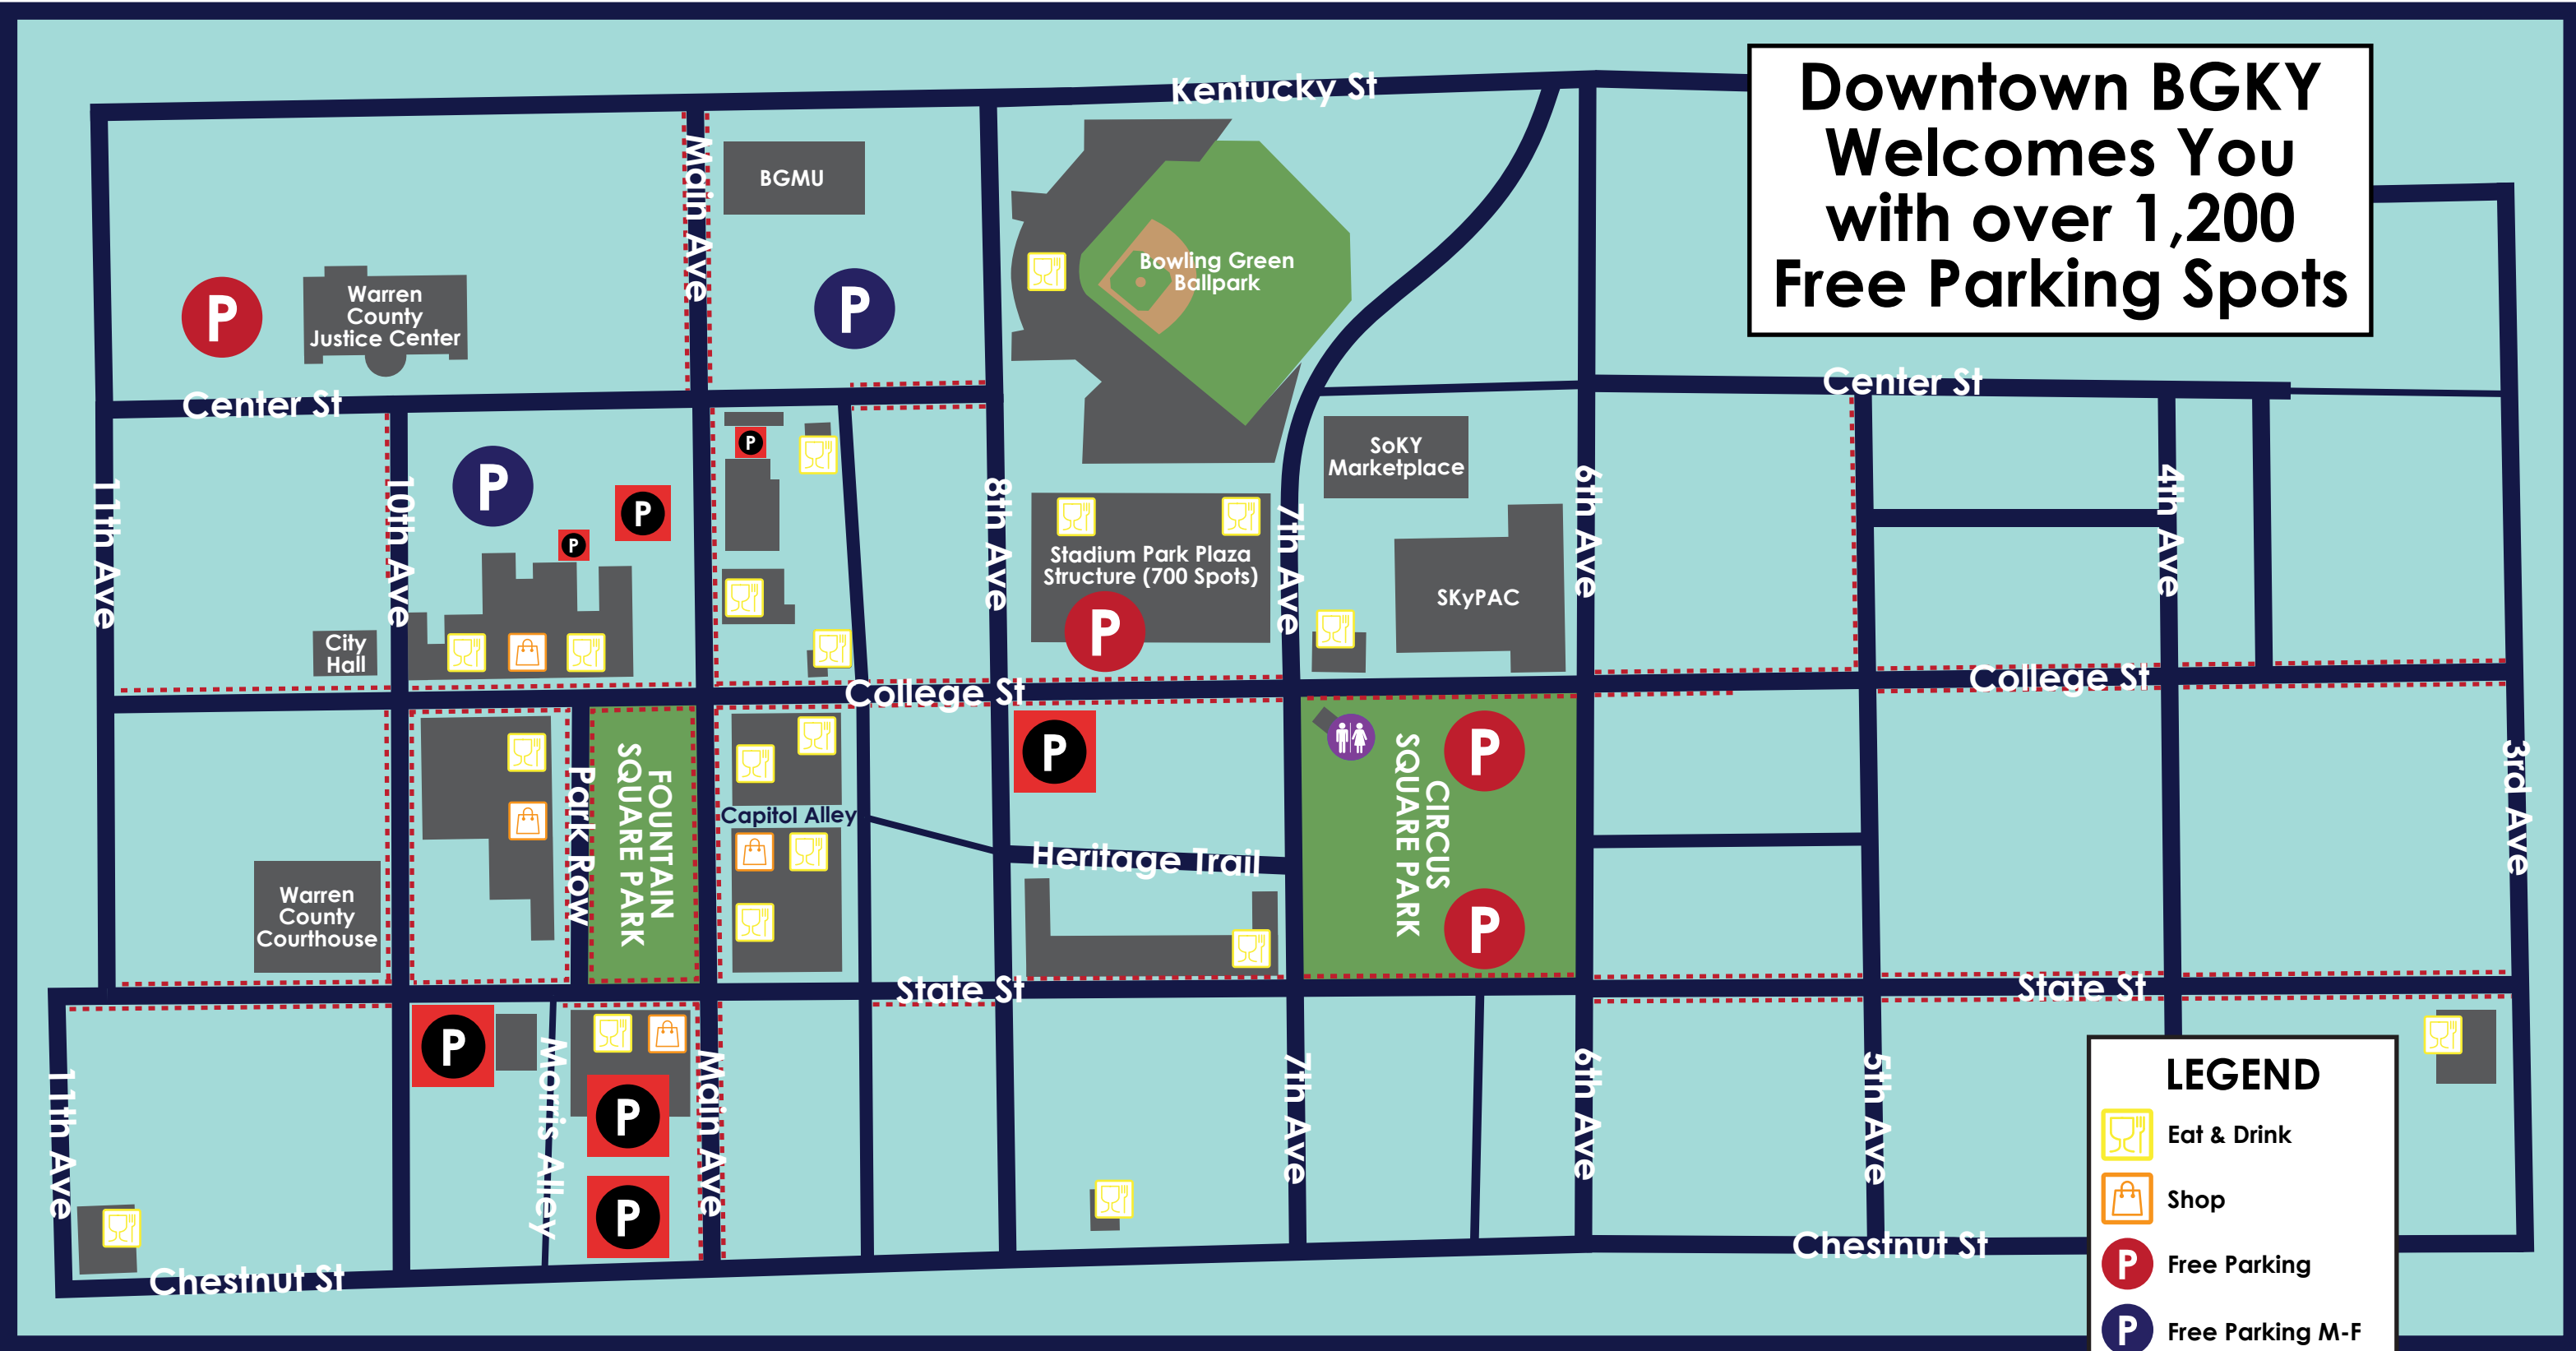 Downtown BGKY
Welcomes You
with over 1,200
Free Parking Spots
Kentucky St
Main Ave
BGMU
Bowling Green
Ballpark
P
Warren
County
Justice Center
P
Center St
Center St
P
SoKY
Marketplace
11th Ave
10th Ave
P
P
P
8th Ave
Stadium Park Plaza
Structure (700 Spots)
P
7th Ave
SKyPAC
6th Ave
4th Ave
City
Hall
College St
College St
Park Row
FOUNTAIN
SQUARE PARK
Capitol Alley
P
Heritage Trail
CIRCUS
SQUARE PARK
P
P
3rd Ave
Warren
County
Courthouse
State St
State St
11th Ave
P
Morris Alley
P
P
Main Ave
7th Ave
6th Ave
5th Ave
Chestnut St
Chestnut St
LEGEND
Eat & Drink
Shop
P Free Parking
P Free Parking M-F